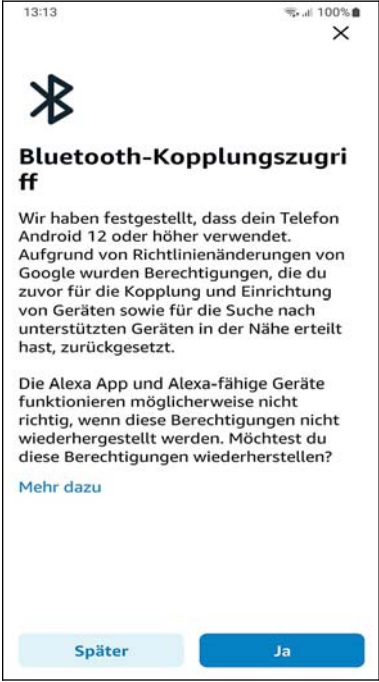 13:13
100%
Bluetooth-Kopplungszugri
ff
Wir haben festgestellt, dass dein Telefon
Android 12 oder höher verwendet.
Aufgrund von Richtlinienänderungen von
Google wurden Berechtigungen, die du
zuvor für die Kopplung und Einrichtung
von Geräten sowie für die Suche nach
unterstützten Geräten in der Nähe erteilt
hast, zurückgesetzt.
Die Alexa App und Alexa-fähige Geräte
funktionieren möglicherweise nicht
richtig, wenn diese Berechtigungen nicht
wiederhergestellt werden. Möchtest du
diese Berechtigungen wiederherstellen?
Mehr dazu
Später
Ja